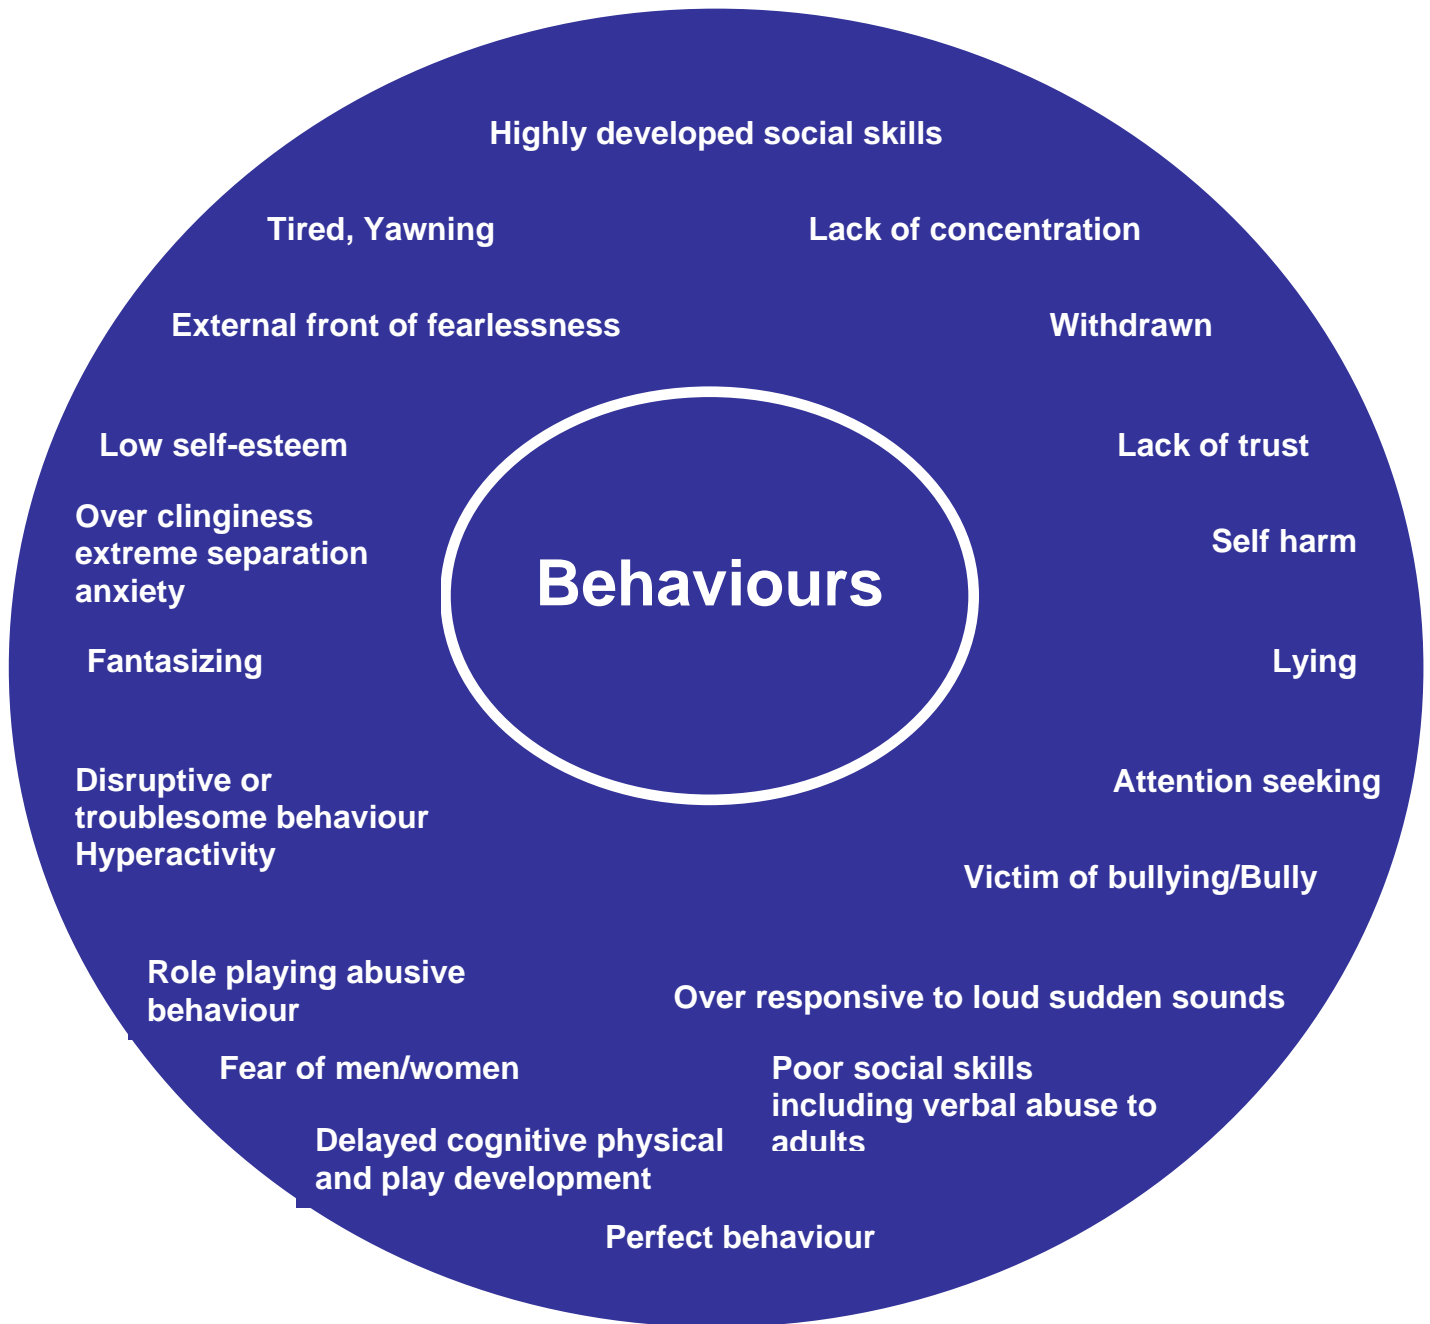 Highly developed social skills
Tired, Yawning
Lack of concentration
External front of fearlessness
Withdrawn
Low self-esteem
Lack of trust
Over clinginess
extreme separation
anxiety
Self harm
Behaviours
Fantasizing
Lying
Disruptive or
troublesome behaviour
Hyperactivity
Attention seeking
Victim of bullying/Bully
Role playing abusive
behaviour
Over responsive to loud sudden sounds
Fear of men/women
Poor social skills
including verbal abuse to
adults
Delayed cognitive physical
and play development
Perfect behaviour